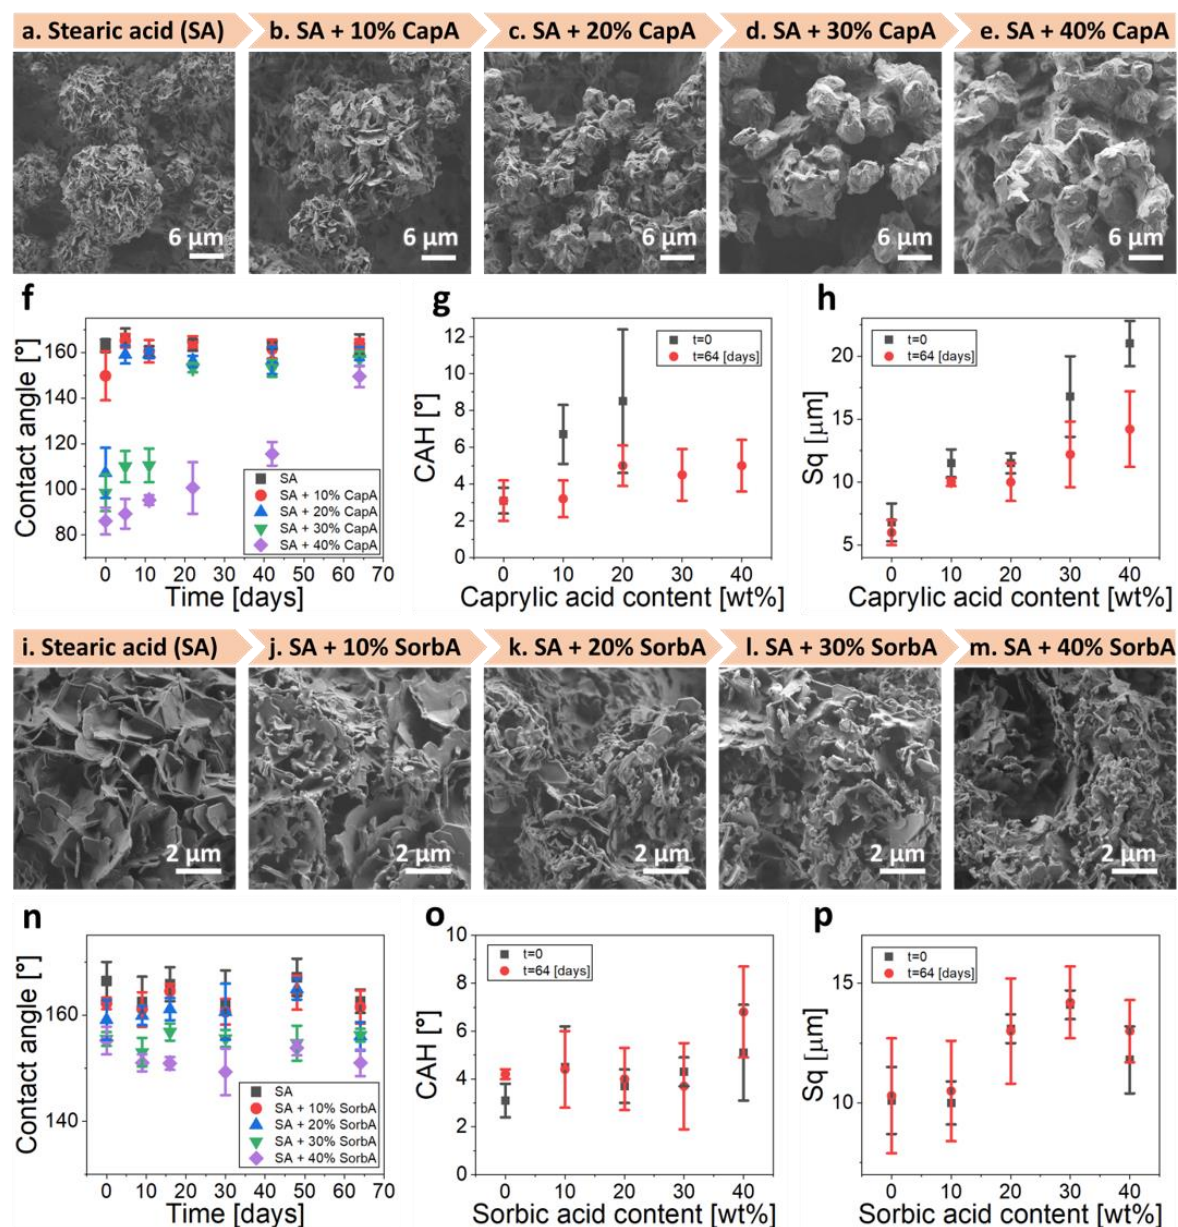 a. Stearic acid (SA)
b. SA + 10% CapA
c. SA + 20% CapA
d. SA + 30% CapA
e. SA + 40% CapA
6 µm
6 µm
6 µm
6 µm
6 µm
f
Contact angle [°]
160
140
120
100
80
SA
SA + 10% CapA
SA + 20% CapA
SA + 30% CapA
SA + 40% CapA
0 10 20 30 40 50 60 70
Time [days]
g
CAH [°]
12
10
8
6
4
2
0
t=0
t=64 [days]
0 10 20 30 40
Caprylic acid content [wt%]
h
Sq [µm]
20
15
10
5
t=0
t=64 [days]
0 10 20 30 40
Caprylic acid content [wt%]
i. Stearic acid (SA)
j. SA + 10% SorbA
k. SA + 20% SorbA
l. SA + 30% SorbA
m. SA + 40% SorbA
2 µm
2 µm
2 µm
2 µm
2 µm
n
Contact angle [°]
160
140
SA
SA + 10% SorbA
SA + 20% SorbA
SA + 30% SorbA
SA + 40% SorbA
0 10 20 30 40 50 60 70
Time [days]
o
CAH [°]
10
8
6
4
2
0
t=0
t=64 [days]
0 10 20 30 40
Sorbic acid content [wt%]
p
Sq [µm]
15
10
t=0
t=64 [days]
0 10 20 30 40
Sorbic acid content [wt%]